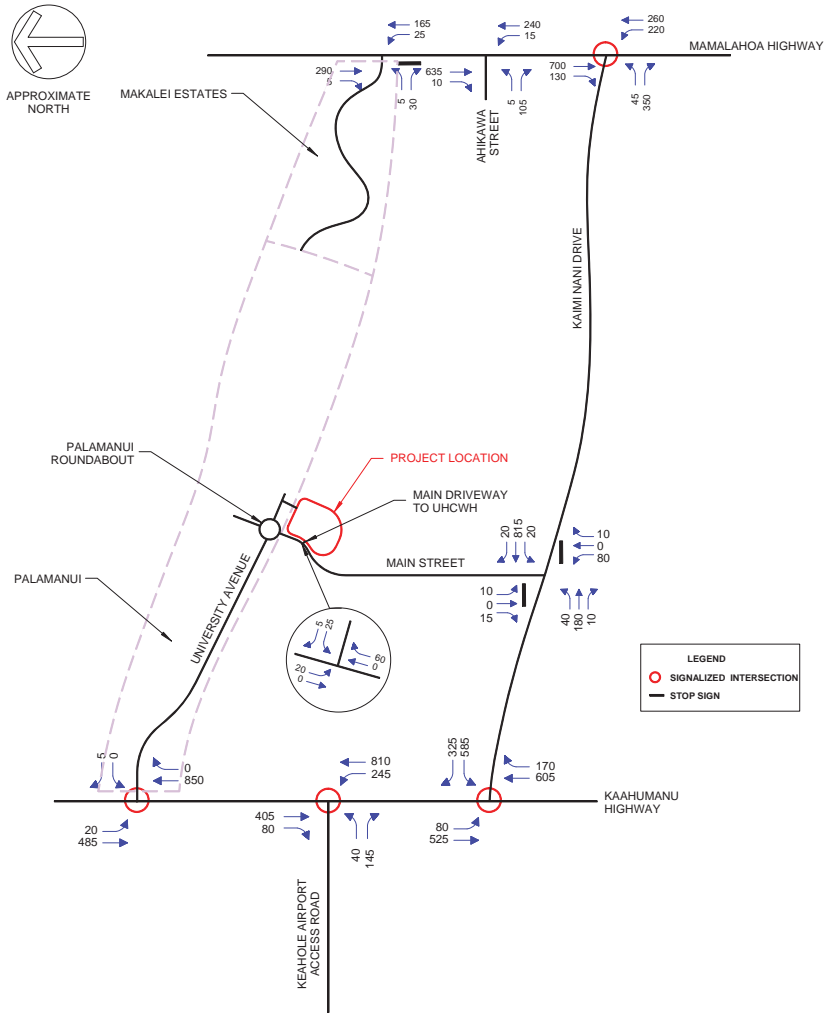 APPROXIMATE
NORTH
165
25
240
15
260
220
MAMALAHOA HIGHWAY
290
5
5
30
635
10
5
105
700
130
45
350
MAKALEI ESTATES
AHIKAWA
STREET
KAIMI NANI DRIVE
PALAMANUI
ROUNDABOUT
PROJECT LOCATION
MAIN DRIVEWAY
TO UHCWH
MAIN STREET
UNIVERSITY AVENUE
PALAMANUI
20
815
20
10
0
80
10
0
15
40
180
10
5
25
60
0
20
0
LEGEND
SIGNALIZED INTERSECTION
STOP SIGN
5
0
0
850
20
485
810
245
405
80
40
145
325
585
170
605
80
525
KAAHUMANU
HIGHWAY
KEAHOLE AIRPORT
ACCESS ROAD